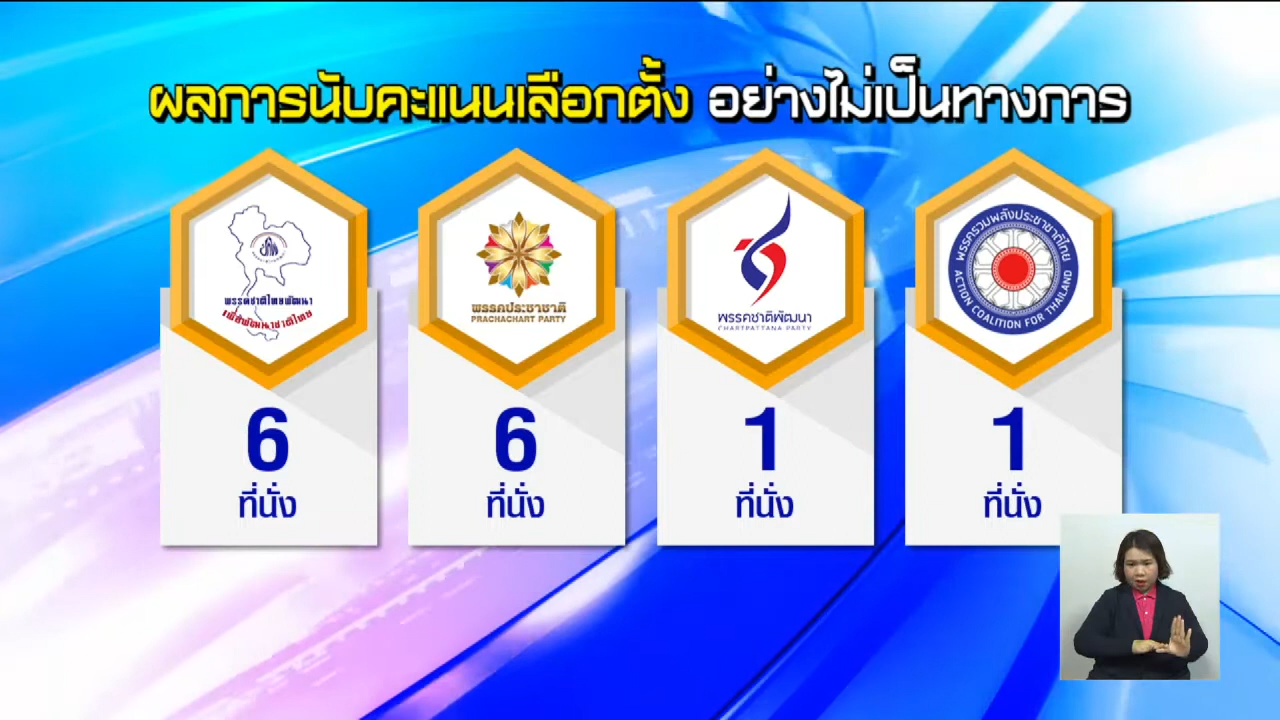 ผลการนับคะแนนเลือกตั้ง อย่างไม่เป็นทางการ
พรรคชาติไทยพัฒนา
เพื่อพัฒนาชาติไทย
พรรคประชาชาติ
PRACHACHART PARTY
พรรคชาติพัฒนา
CHARTPATTANA PARTY
พรรครวมพลังประชาชาติไทย
ACTION COALITION FOR THAILAND
6
ที่นั่ง
6
ที่นั่ง
1
ที่นั่ง
1
ที่นั่ง